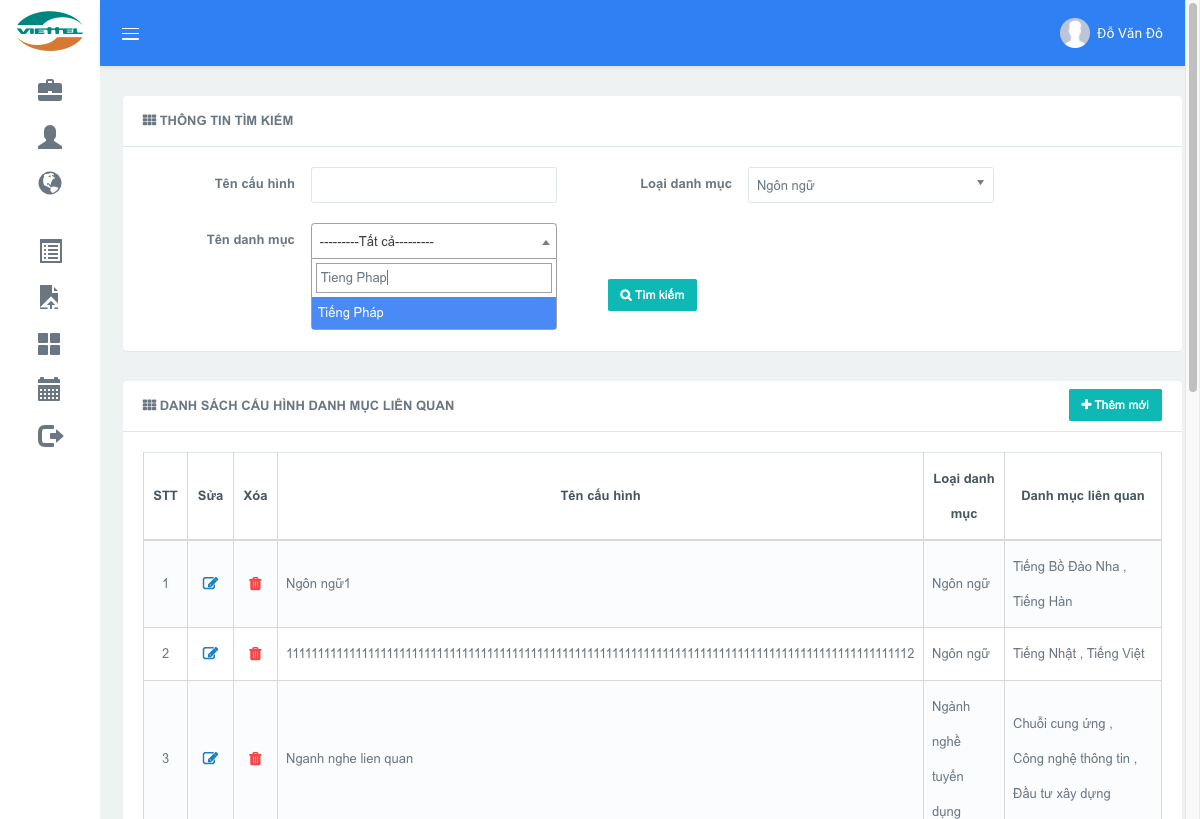 VIETTEL
Đỗ Văn Đô
THÔNG TIN TÌM KIẾM
Tên cấu hình
Loại danh mục
Ngôn ngữ
Tên danh mục
---------Tất cả---------
Tieng Phap
Tiếng Pháp
Tìm kiếm
DANH SÁCH CẤU HÌNH DANH MỤC LIÊN QUAN
Thêm mới
STT
Sửa
Xóa
Tên cấu hình
Loại danh
mục
Danh mục liên quan
1
Ngôn ngữ1
Ngôn ngữ
Tiếng Bồ Đào Nha ,
Tiếng Hàn
2
Ngôn ngữ
Tiếng Nhật , Tiếng Việt
3
Nganh nghe lien quan
Ngành
nghề
tuyển
dụng
Chuỗi cung ứng ,
Công nghệ thông tin ,
Đầu tư xây dựng